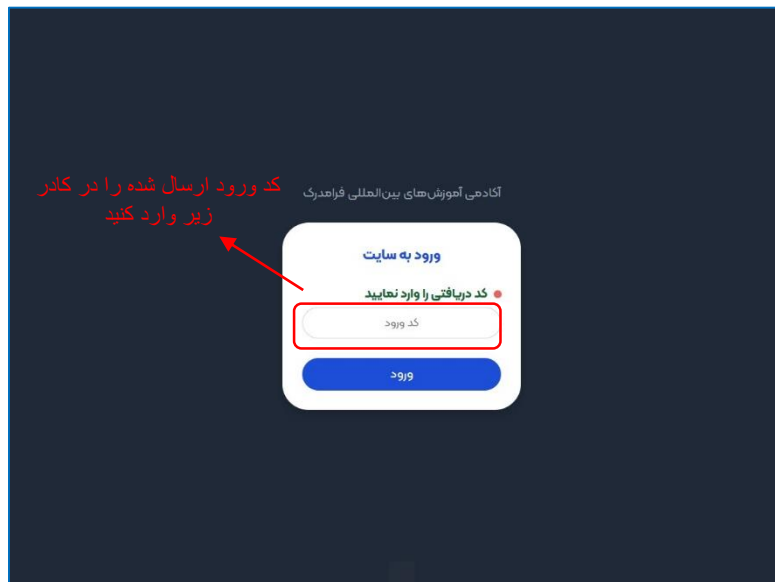 آکادمی آموزش‌های بین‌المللی فرامدرک
کد ورود ارسال شده را در کادر
زیر وارد کنید
ورود به سایت
کد دریافتی را وارد نمایید
کد ورود
ورود